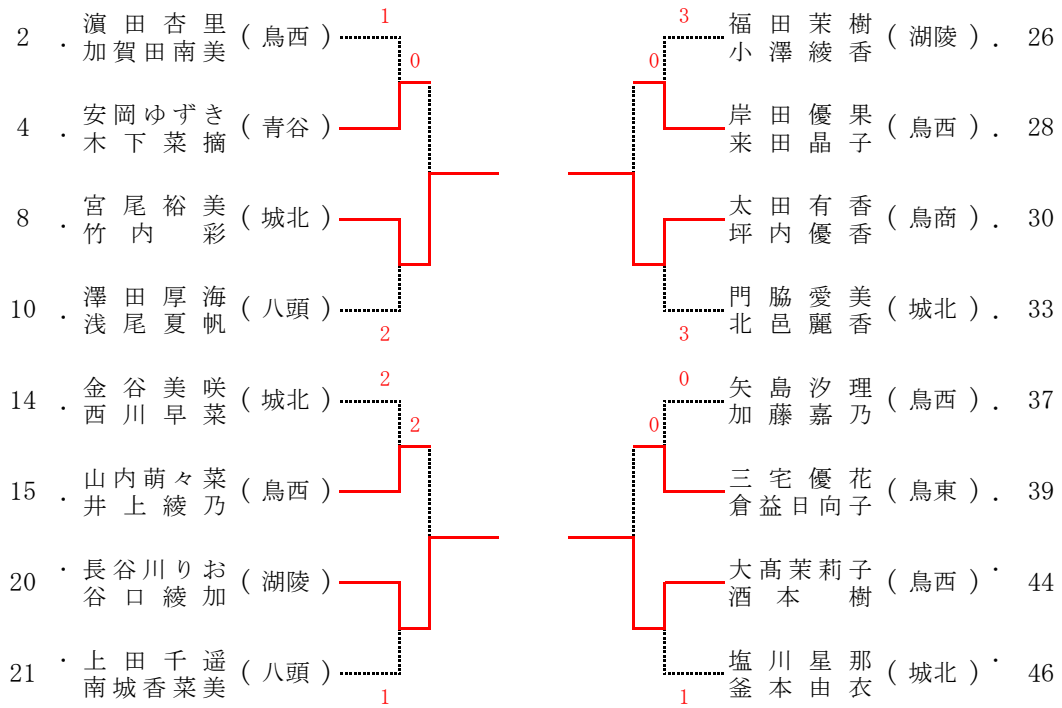 1
2 . 濵田杏里 (鳥西)
加賀田南美
0
4 . 安岡ゆずき (青谷)
木下菜摘
8 . 宮尾裕美 (城北)
竹内彩
10 . 澤田厚海 (八頭)
浅尾夏帆
2
2
14 . 金谷美咲 (城北)
西川早菜
2
15 . 山内萌々菜 (鳥西)
井上綾乃
20 . 長谷川りお (湖陵)
谷口綾加
21 . 上田千遥 (八頭)
南城香菜美
1
3
福田茉樹 (湖陵) . 26
小澤綾香
0
岸田優果 (鳥西) . 28
来田晶子
太田有香 (鳥商) . 30
坪内優香
門脇愛美 (城北) . 33
北邑麗香
3
0
矢島汐理 (鳥西) . 37
加藤嘉乃
0
三宅優花 (鳥東) . 39
倉益日向子
大髙茉莉子 (鳥西) . 44
酒本樹
塩川星那 (城北) . 46
釜本由衣
1